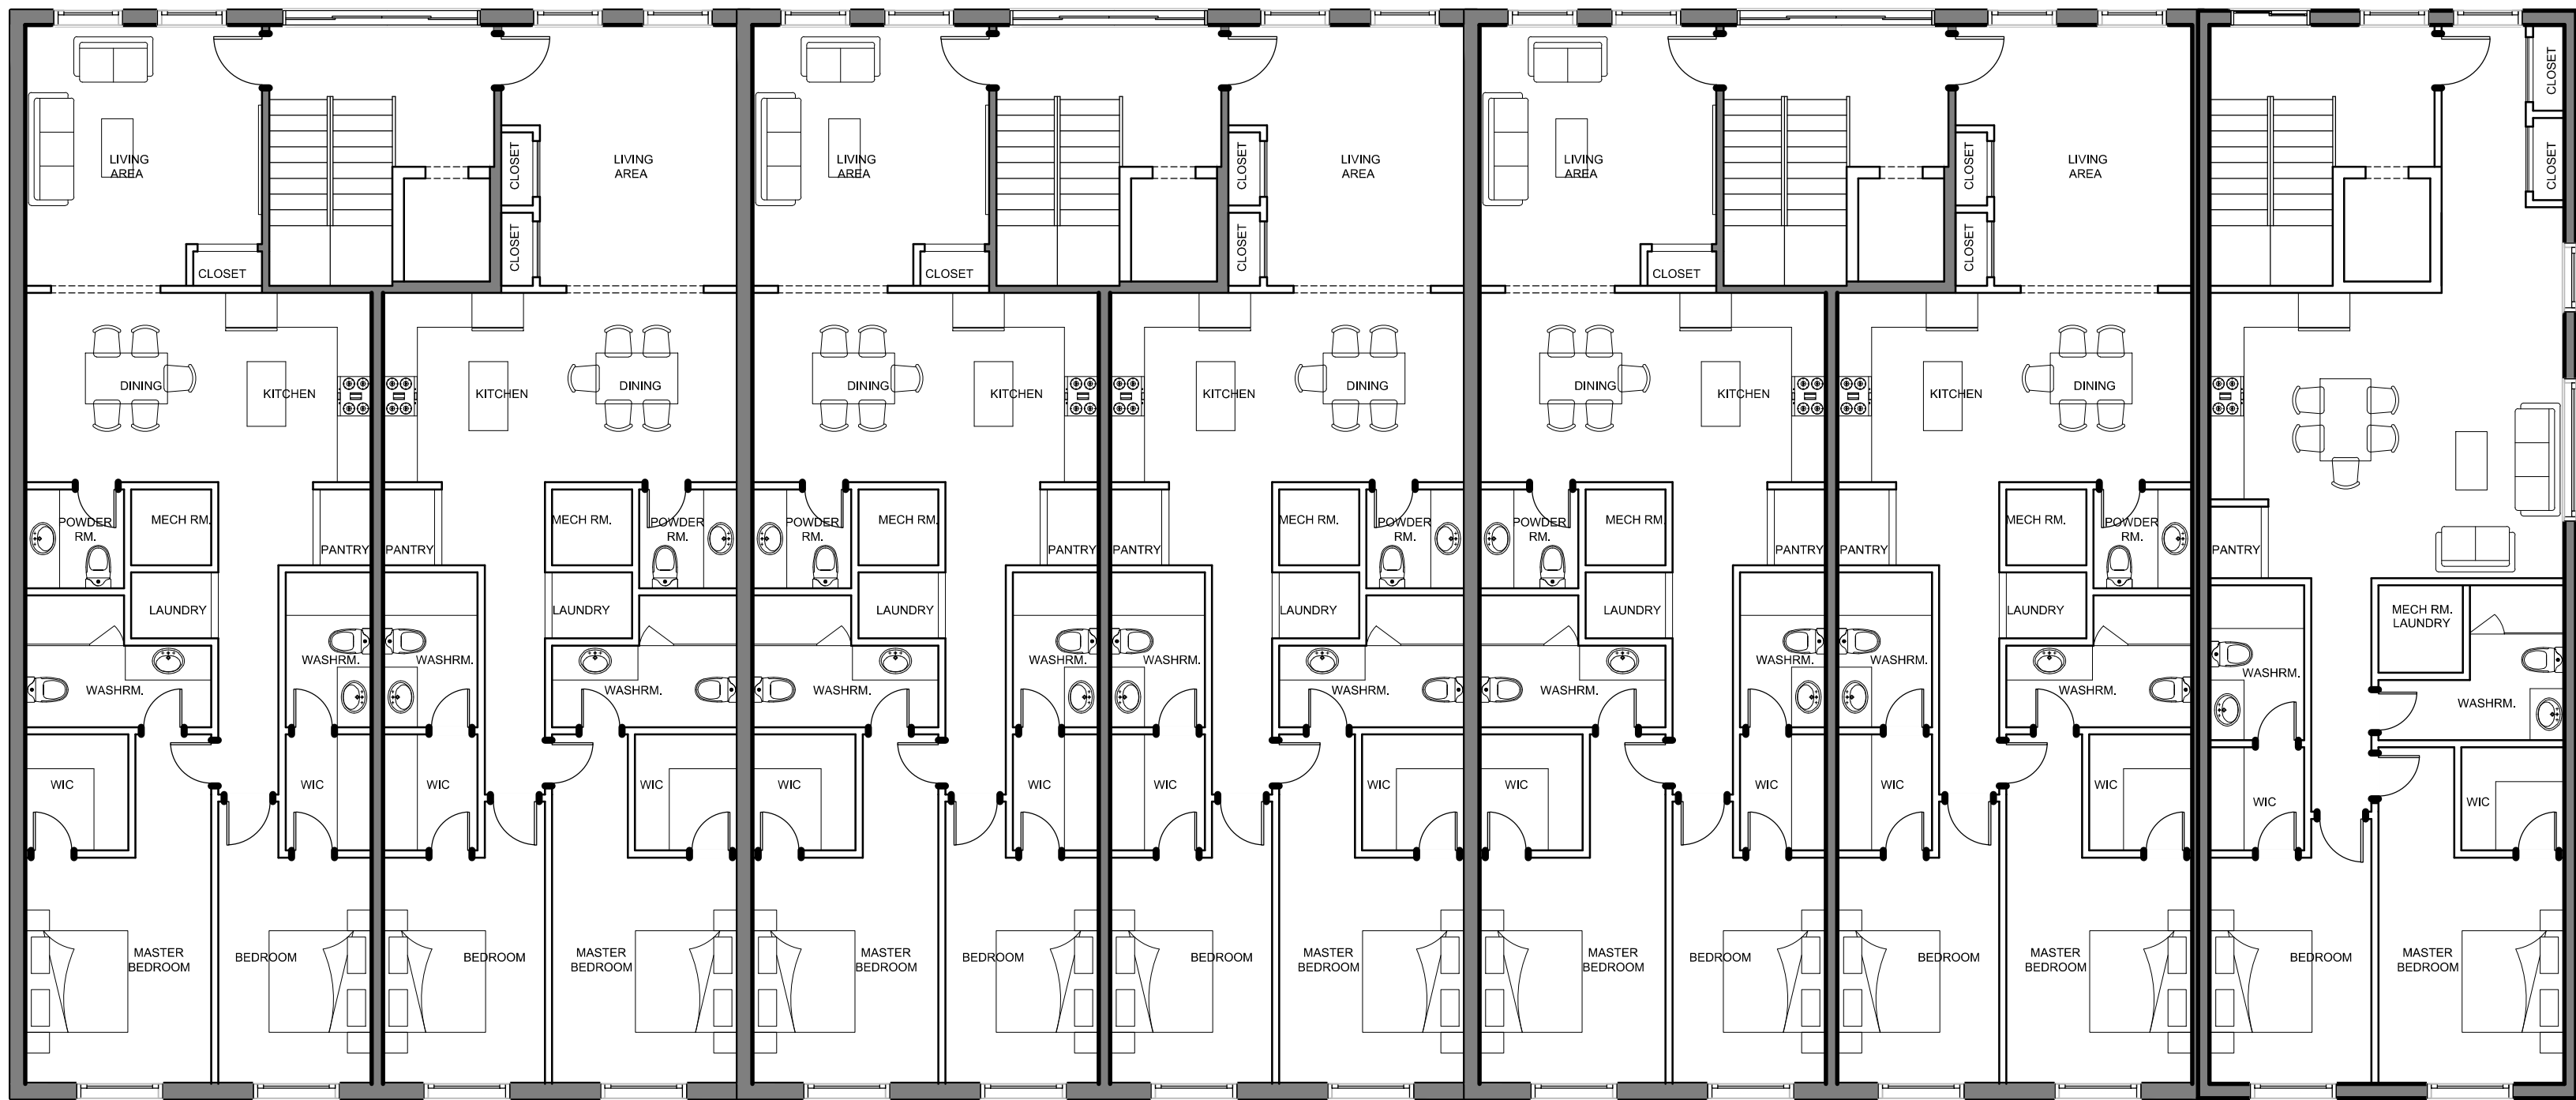 CLOSET
CLOSET
LIVING
AREA
CLOSET
CLOSET
LIVING
AREA
LIVING
AREA
CLOSET
LIVING
AREA
LIVING
AREA
CLOSET
LIVING
AREA
CLOSET
CLOSET
CLOSET
CLOSET
CLOSET
CLOSET
CLOSET
DINING
KITCHEN
KITCHEN
DINING
DINING
KITCHEN
KITCHEN
DINING
DINING
KITCHEN
KITCHEN
DINING
POWDER
RM.
MECH RM.
PANTRY
PANTRY
MECH RM.
POWDER
RM.
POWDER
RM.
MECH RM.
PANTRY
PANTRY
MECH RM.
POWDER
RM.
POWDER
RM.
MECH RM.
PANTRY
PANTRY
MECH RM.
POWDER
RM.
PANTRY
LAUNDRY
LAUNDRY
LAUNDRY
LAUNDRY
LAUNDRY
LAUNDRY
MECH RM.
LAUNDRY
WASHRM.
WASHRM.
WASHRM.
WASHRM.
WASHRM.
WASHRM.
WASHRM.
WASHRM.
WASHRM.
WASHRM.
WASHRM.
WASHRM.
WASHRM.
WASHRM.
WIC
WIC
WIC
WIC
WIC
WIC
WIC
WIC
WIC
WIC
WIC
WIC
WIC
WIC
MASTER
BEDROOM
BEDROOM
BEDROOM
MASTER
BEDROOM
MASTER
BEDROOM
BEDROOM
BEDROOM
MASTER
BEDROOM
MASTER
BEDROOM
BEDROOM
BEDROOM
MASTER
BEDROOM
BEDROOM
MASTER
BEDROOM